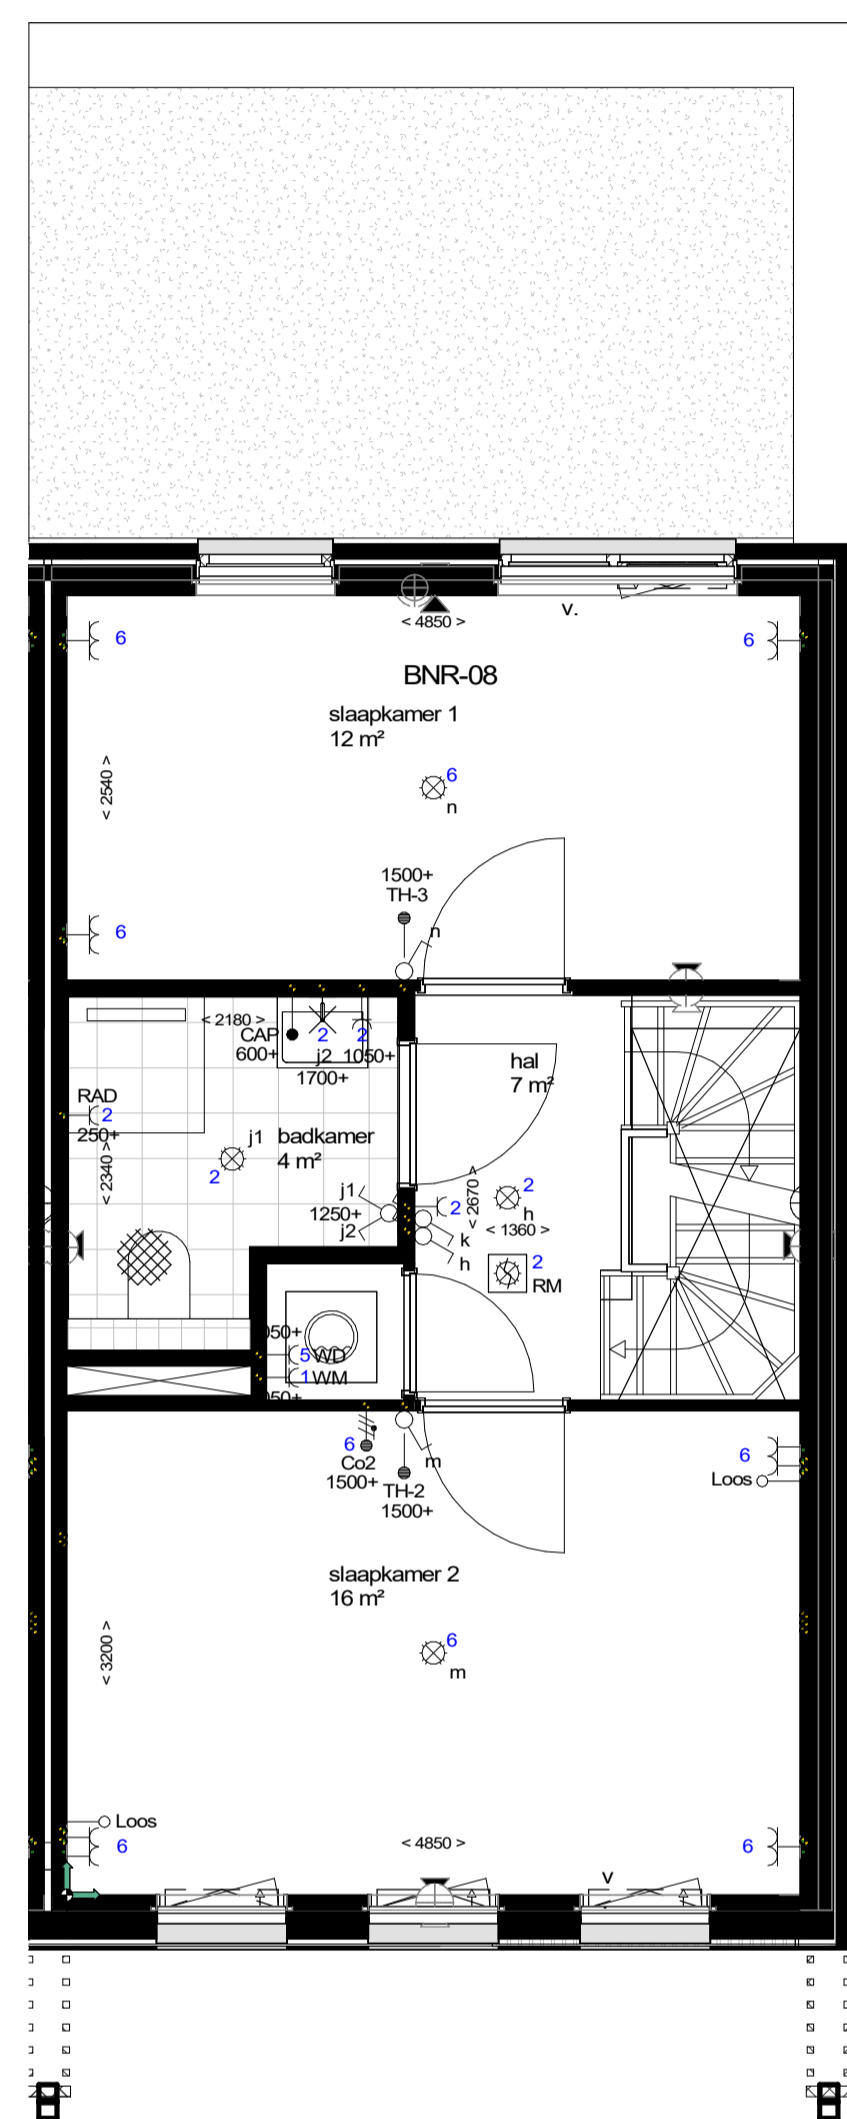 v.
< 4850 >
6
6
BNR-08
slaapkamer 1
12 m²
< 2540 >
6
n
1500+
TH-3
6
n
< 2180 >
CAP
600+
2
2
j2
1050+
1700+
hal
7 m²
RAD
2
250+
j1
badkamer
4 m²
2
< 2340 >
j1
1250+
j2
2
< 2670 >
2
h
< 1360 >
k
h
2
RM
050+
5
WD
1
WM
050+
6
Co2
1500+
m
TH-2
1500+
6
Loos
slaapkamer 2
16 m²
< 3200 >
6
m
Loos
6
< 4850 >
6
v